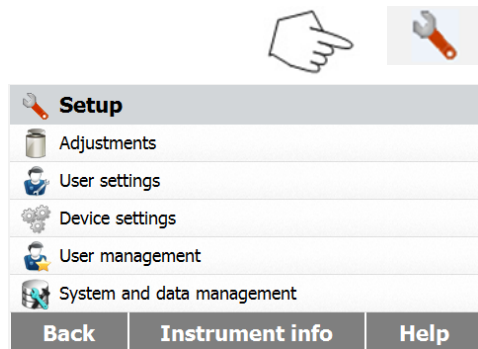 Setup
Adjustments
User settings
Device settings
User management
System and data management
Back Instrument info Help